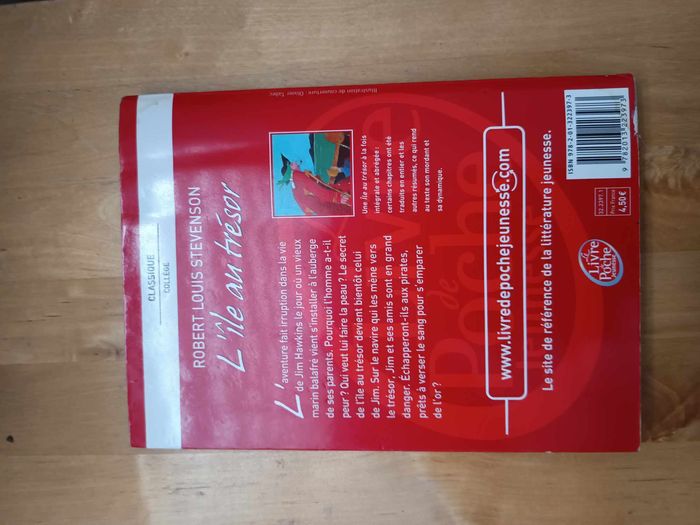 CLASSIQUE
COLLÈGE
ROBERT LOUIS STEVENSON
L'île au trésor
L'aventure fait irruption dans la vie
de Jim Hawkins le jour où un vieux
marin balafré vient s'installer à l'auberge
de ses parents. Pourquoi l'homme a-t-il
peur ? Qui veut lui faire la peau ? Le secret
de l'île au trésor devient bientôt celui
de Jim. Sur le navire qui les mène vers
le trésor, Jim et ses amis sont en grand
danger. Échapperont-ils aux pirates,
prêts à verser le sang pour s'emparer
de l'or ?
Une île au trésor à la fois
intégrale et abrégée :
certains chapitres ont été
traduits en entier et les
autres résumés, ce qui rend
au texte son mordant et
sa dynamique.
Illustration de couverture : Olivier Tallec
www.livredepochejeunesse.com
Le site de référence de la littérature jeunesse.
Le
Livre
de
Poche
Jeunesse
32.2397.1
Prix France
4,50 €
ISBN 978-2-01-322397-3
9 782013 223973